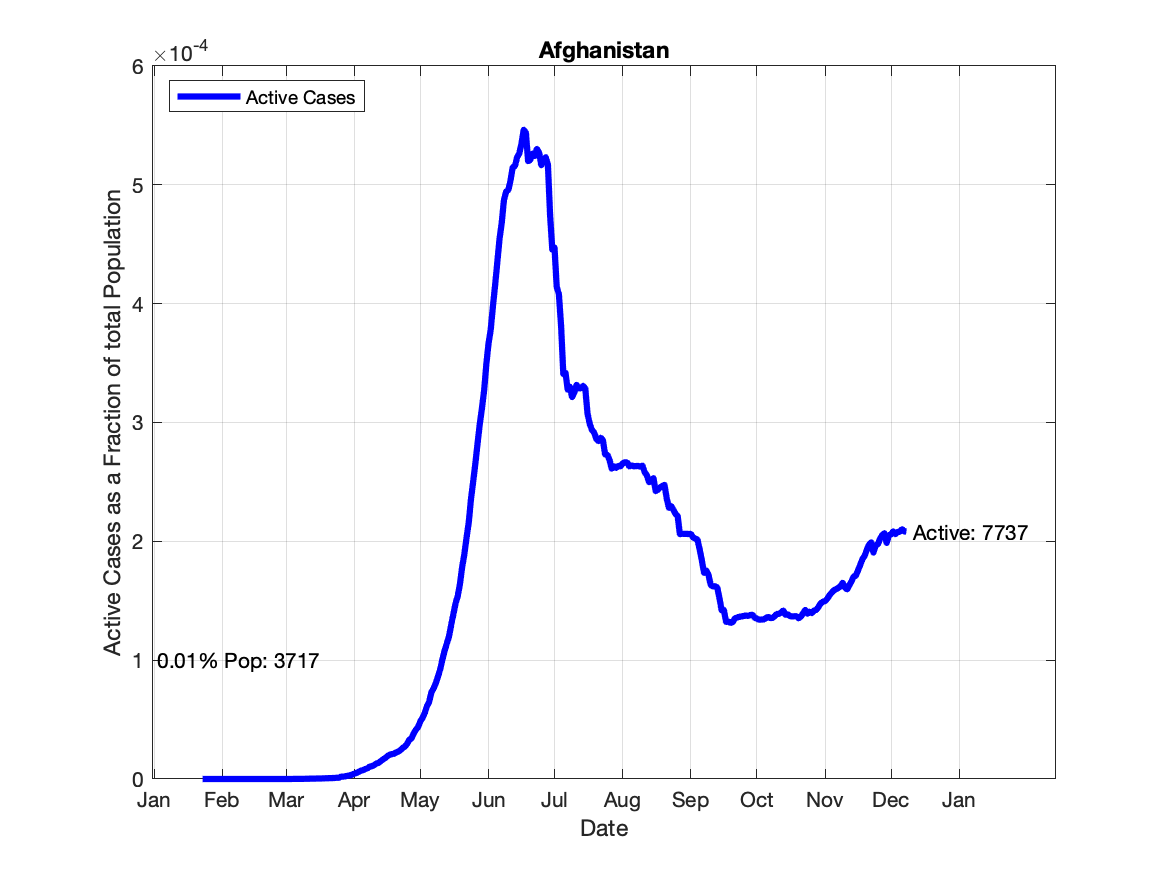 Afghanistan
×10-4
Active Cases
6
5
4
3
2
1
0
Active Cases as a Fraction of total Population
0.01% Pop: 3717
Active: 7737
Jan Feb Mar Apr May Jun Jul Aug Sep Oct Nov Dec Jan
Date